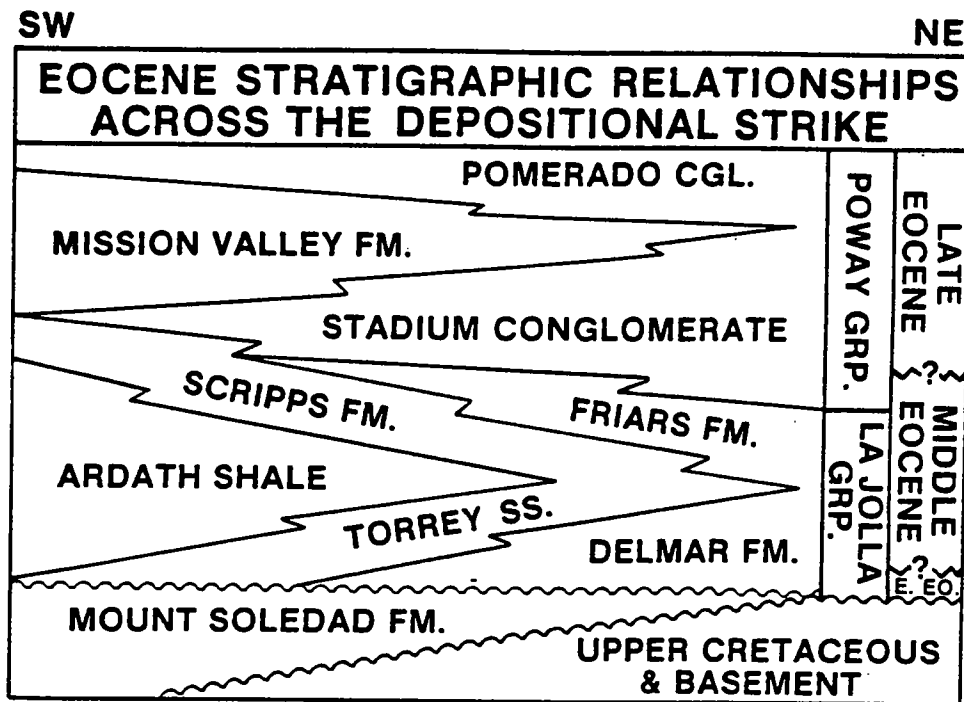 SW
NE
EOCENE STRATIGRAPHIC RELATIONSHIPS
ACROSS THE DEPOSITIONAL STRIKE
POMERADO CGL.
MISSION VALLEY FM.
STADIUM CONGLOMERATE
SCRIPPS FM.
FRIARS FM.
ARDATH SHALE
TORREY SS.
DELMAR FM.
MOUNT SOLEDAD FM.
UPPER CRETACEOUS
& BASEMENT
POWAY GRP.
LA JOLLA
GRP.
LATE
EOCENE
?
MIDDLE
EOCENE
?
E. EO.